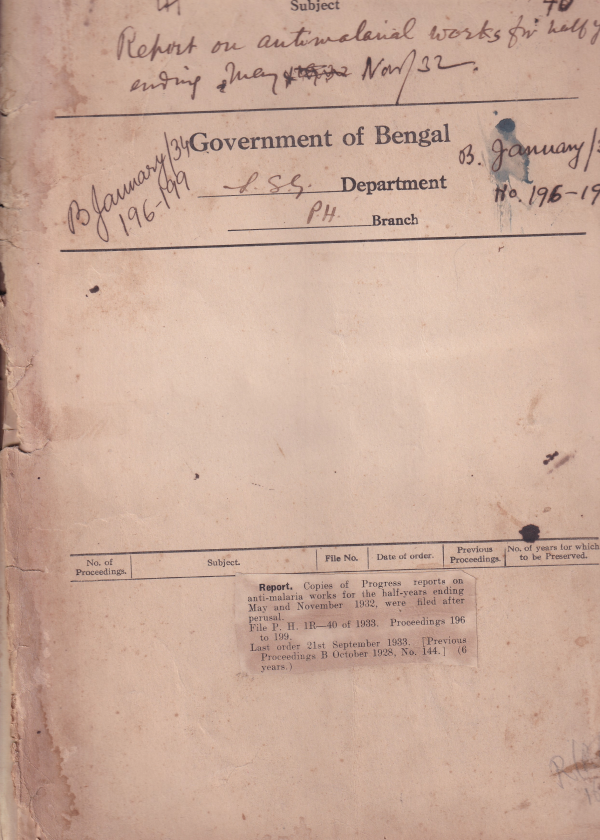 Subject
Report on antimalarial works for half y
ending May Nov/32.
Government of Bengal
B January/34
196-199
B. January/3
No. 196-19
L. S. G. Department
P.H. Branch
No. of Proceedings.
Subject.
File No.
Date of order.
Previous Proceedings.
No. of years for which to be Preserved.
Report. Copies of Progress reports on
anti-malaria works for the half-years ending
May and November 1932, were filed after
perusal.
File P. H. 1R—40 of 1933. Proceedings 196
to 199.
Last order 21st September 1933. [Previous
Proceedings B October 1928, No. 144.] (6
years.)